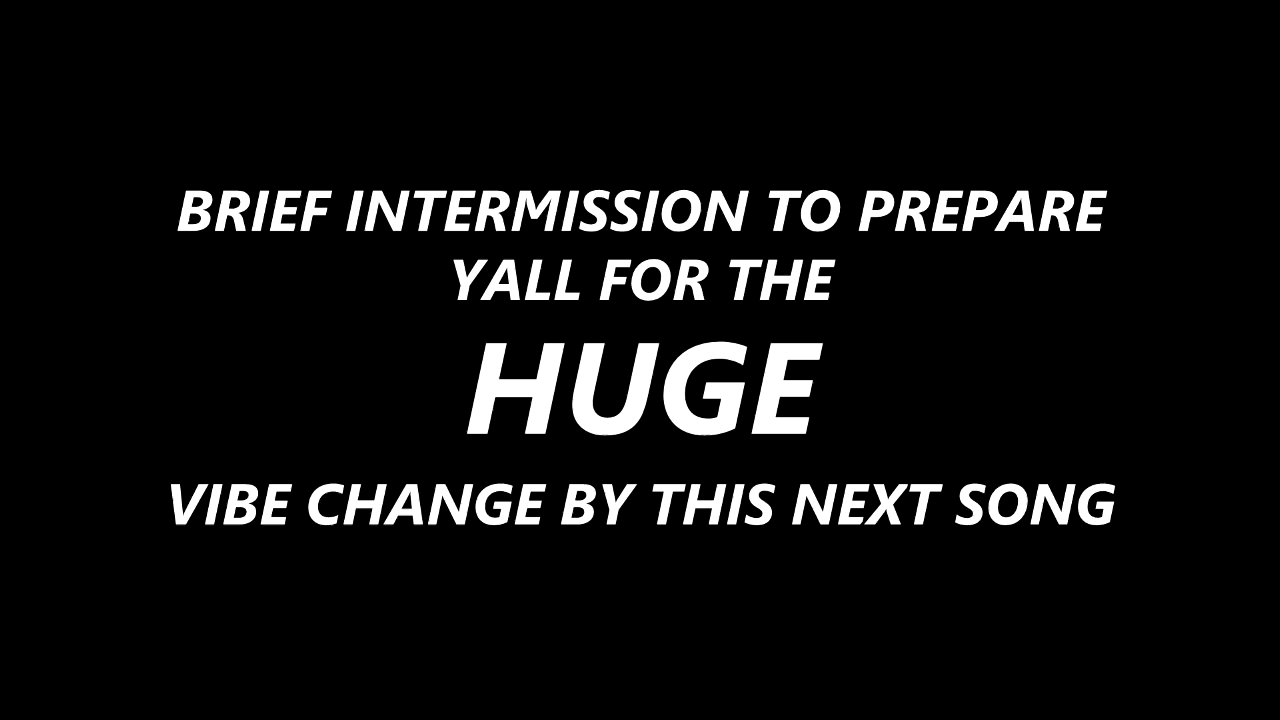 BRIEF INTERMISSION TO PREPARE
YALL FOR THE
HUGE
VIBE CHANGE BY THIS NEXT SONG